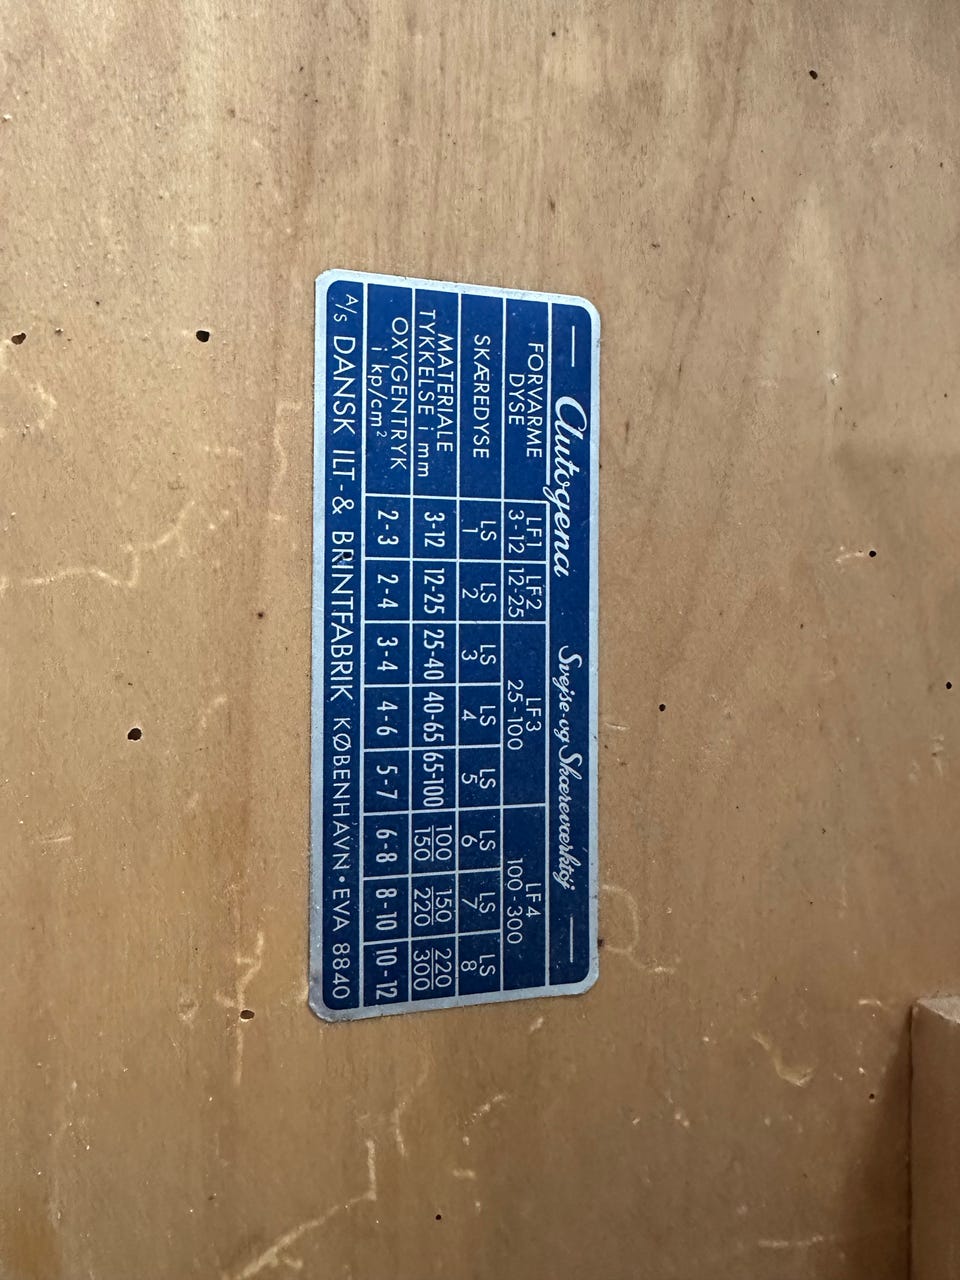 Autogena Svejse-og Skæreværktøj
FORVARME DYSE LF1 3-12 LF2 12-25 LF3 25-100 LF4 100-300
SKÆREDYSE LS 1 LS 2 LS 3 LS 4 LS 5 LS 6 LS 7 LS 8
MATERIALE TYKKELSE i mm 3-12 12-25 25-40 40-65 65-100 100 150 150 220 220 300
OXYGENTRYK i kp/cm² 2-3 2-4 3-4 4-6 5-7 6-8 8-10 10-12
A/S DANSK ILT- & BRINTFABRIK KØBENHAVN • EVA 8840